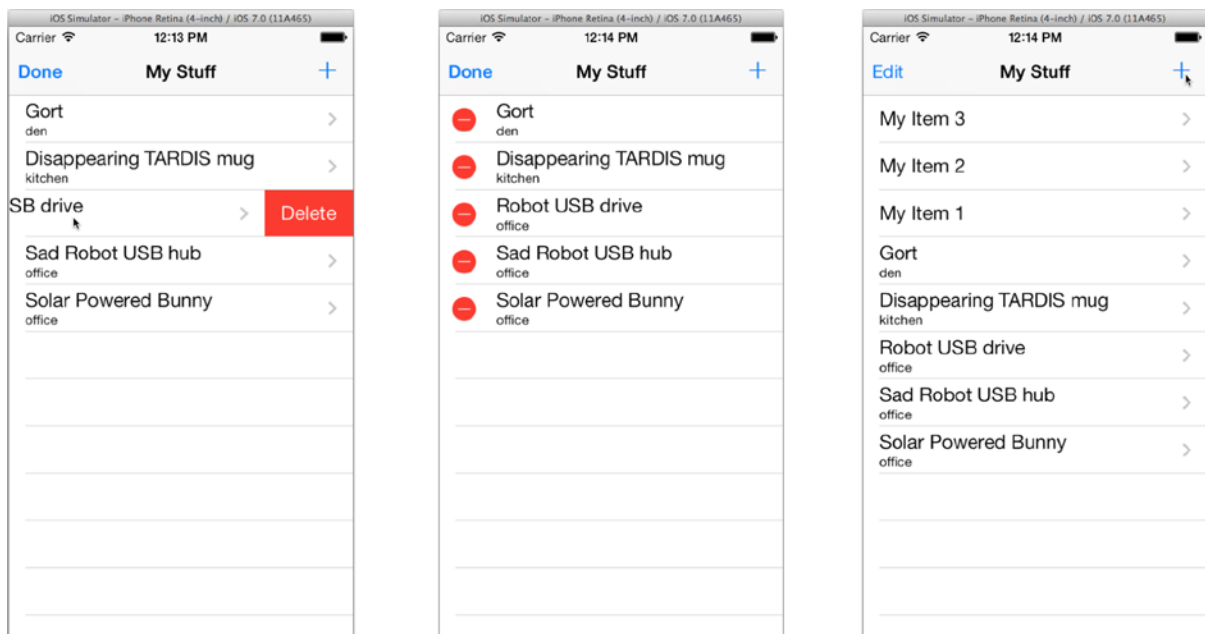 iOS Simulator – iPhone Retina (4-inch) / iOS 7.0 (11A465)
Carrier 12:13 PM
Done My Stuff +
Gort
den
Disappearing TARDIS mug
kitchen
SB drive
Delete
Sad Robot USB hub
office
Solar Powered Bunny
office
iOS Simulator – iPhone Retina (4-inch) / iOS 7.0 (11A465)
Carrier 12:14 PM
Done My Stuff +
Gort
den
Disappearing TARDIS mug
kitchen
Robot USB drive
office
Sad Robot USB hub
office
Solar Powered Bunny
office
iOS Simulator – iPhone Retina (4-inch) / iOS 7.0 (11A465)
Carrier 12:14 PM
Edit My Stuff +
My Item 3
My Item 2
My Item 1
Gort
den
Disappearing TARDIS mug
kitchen
Robot USB drive
office
Sad Robot USB hub
office
Solar Powered Bunny
office